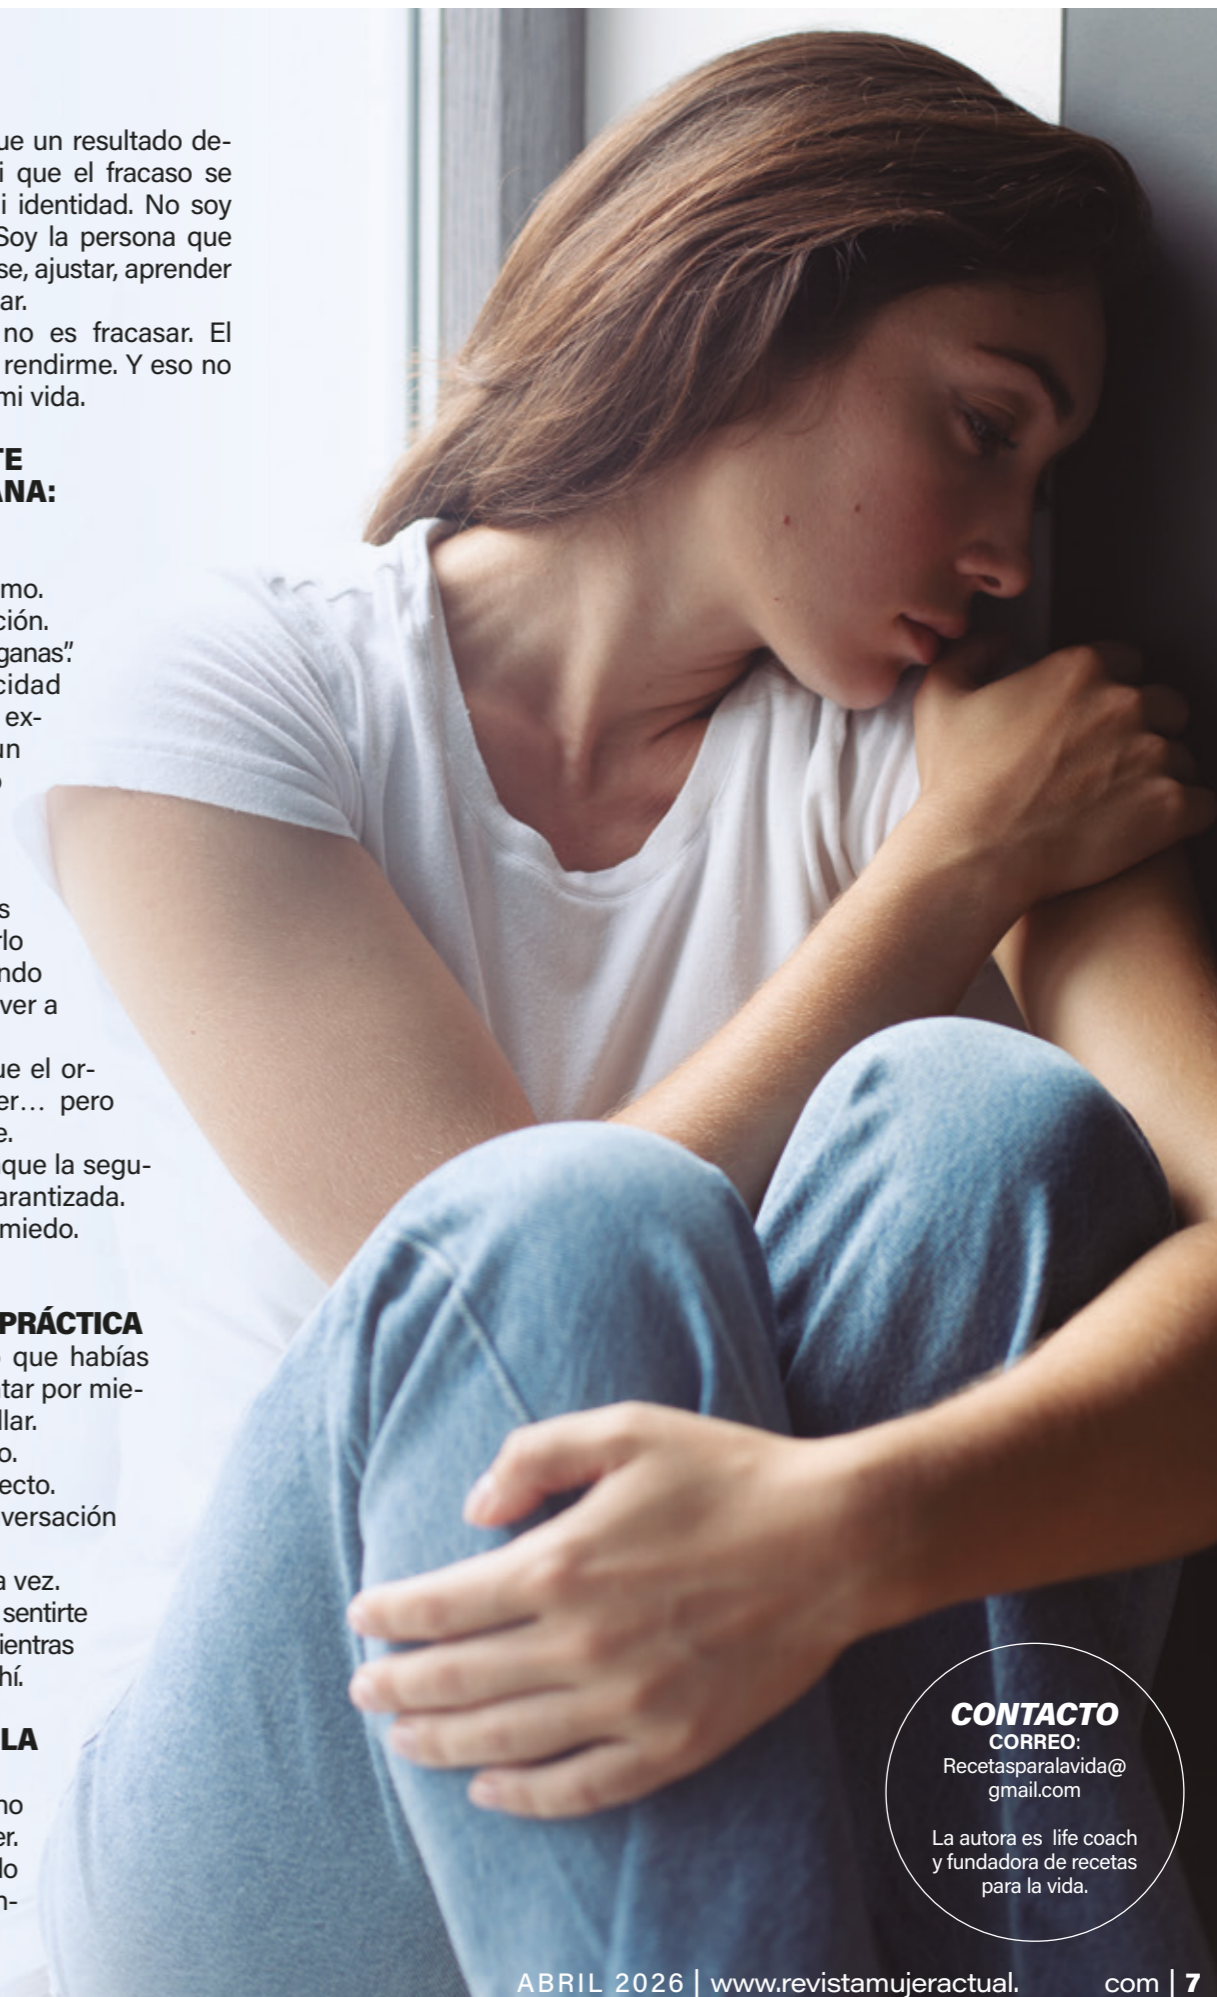 ue un resultado de-
i que el fracaso se
i identidad. No soy
Soy la persona que
se, ajustar, aprender
ar.
no es fracasar. El
rendirme. Y eso no
mi vida.
TE
ANA:
mo.
ción.
ganas”.
cidad
ex-
un
o
s
rlo
ndo
ver a
ue el or-
er... pero
e.
que la segu-
arantizada.
miedo.
PRÁCTICA
que habías
tar por mie-
llar.
o.
ecto.
versación
a vez.
sentirte
ientras
hí.
LA
no
er.
lo
n-
CONTACTO
CORREO:
Recetasparalavida@
gmail.com
La autora es life coach
y fundadora de recetas
para la vida.
ABRIL 2026 | www.revistamujeractual. com | 7